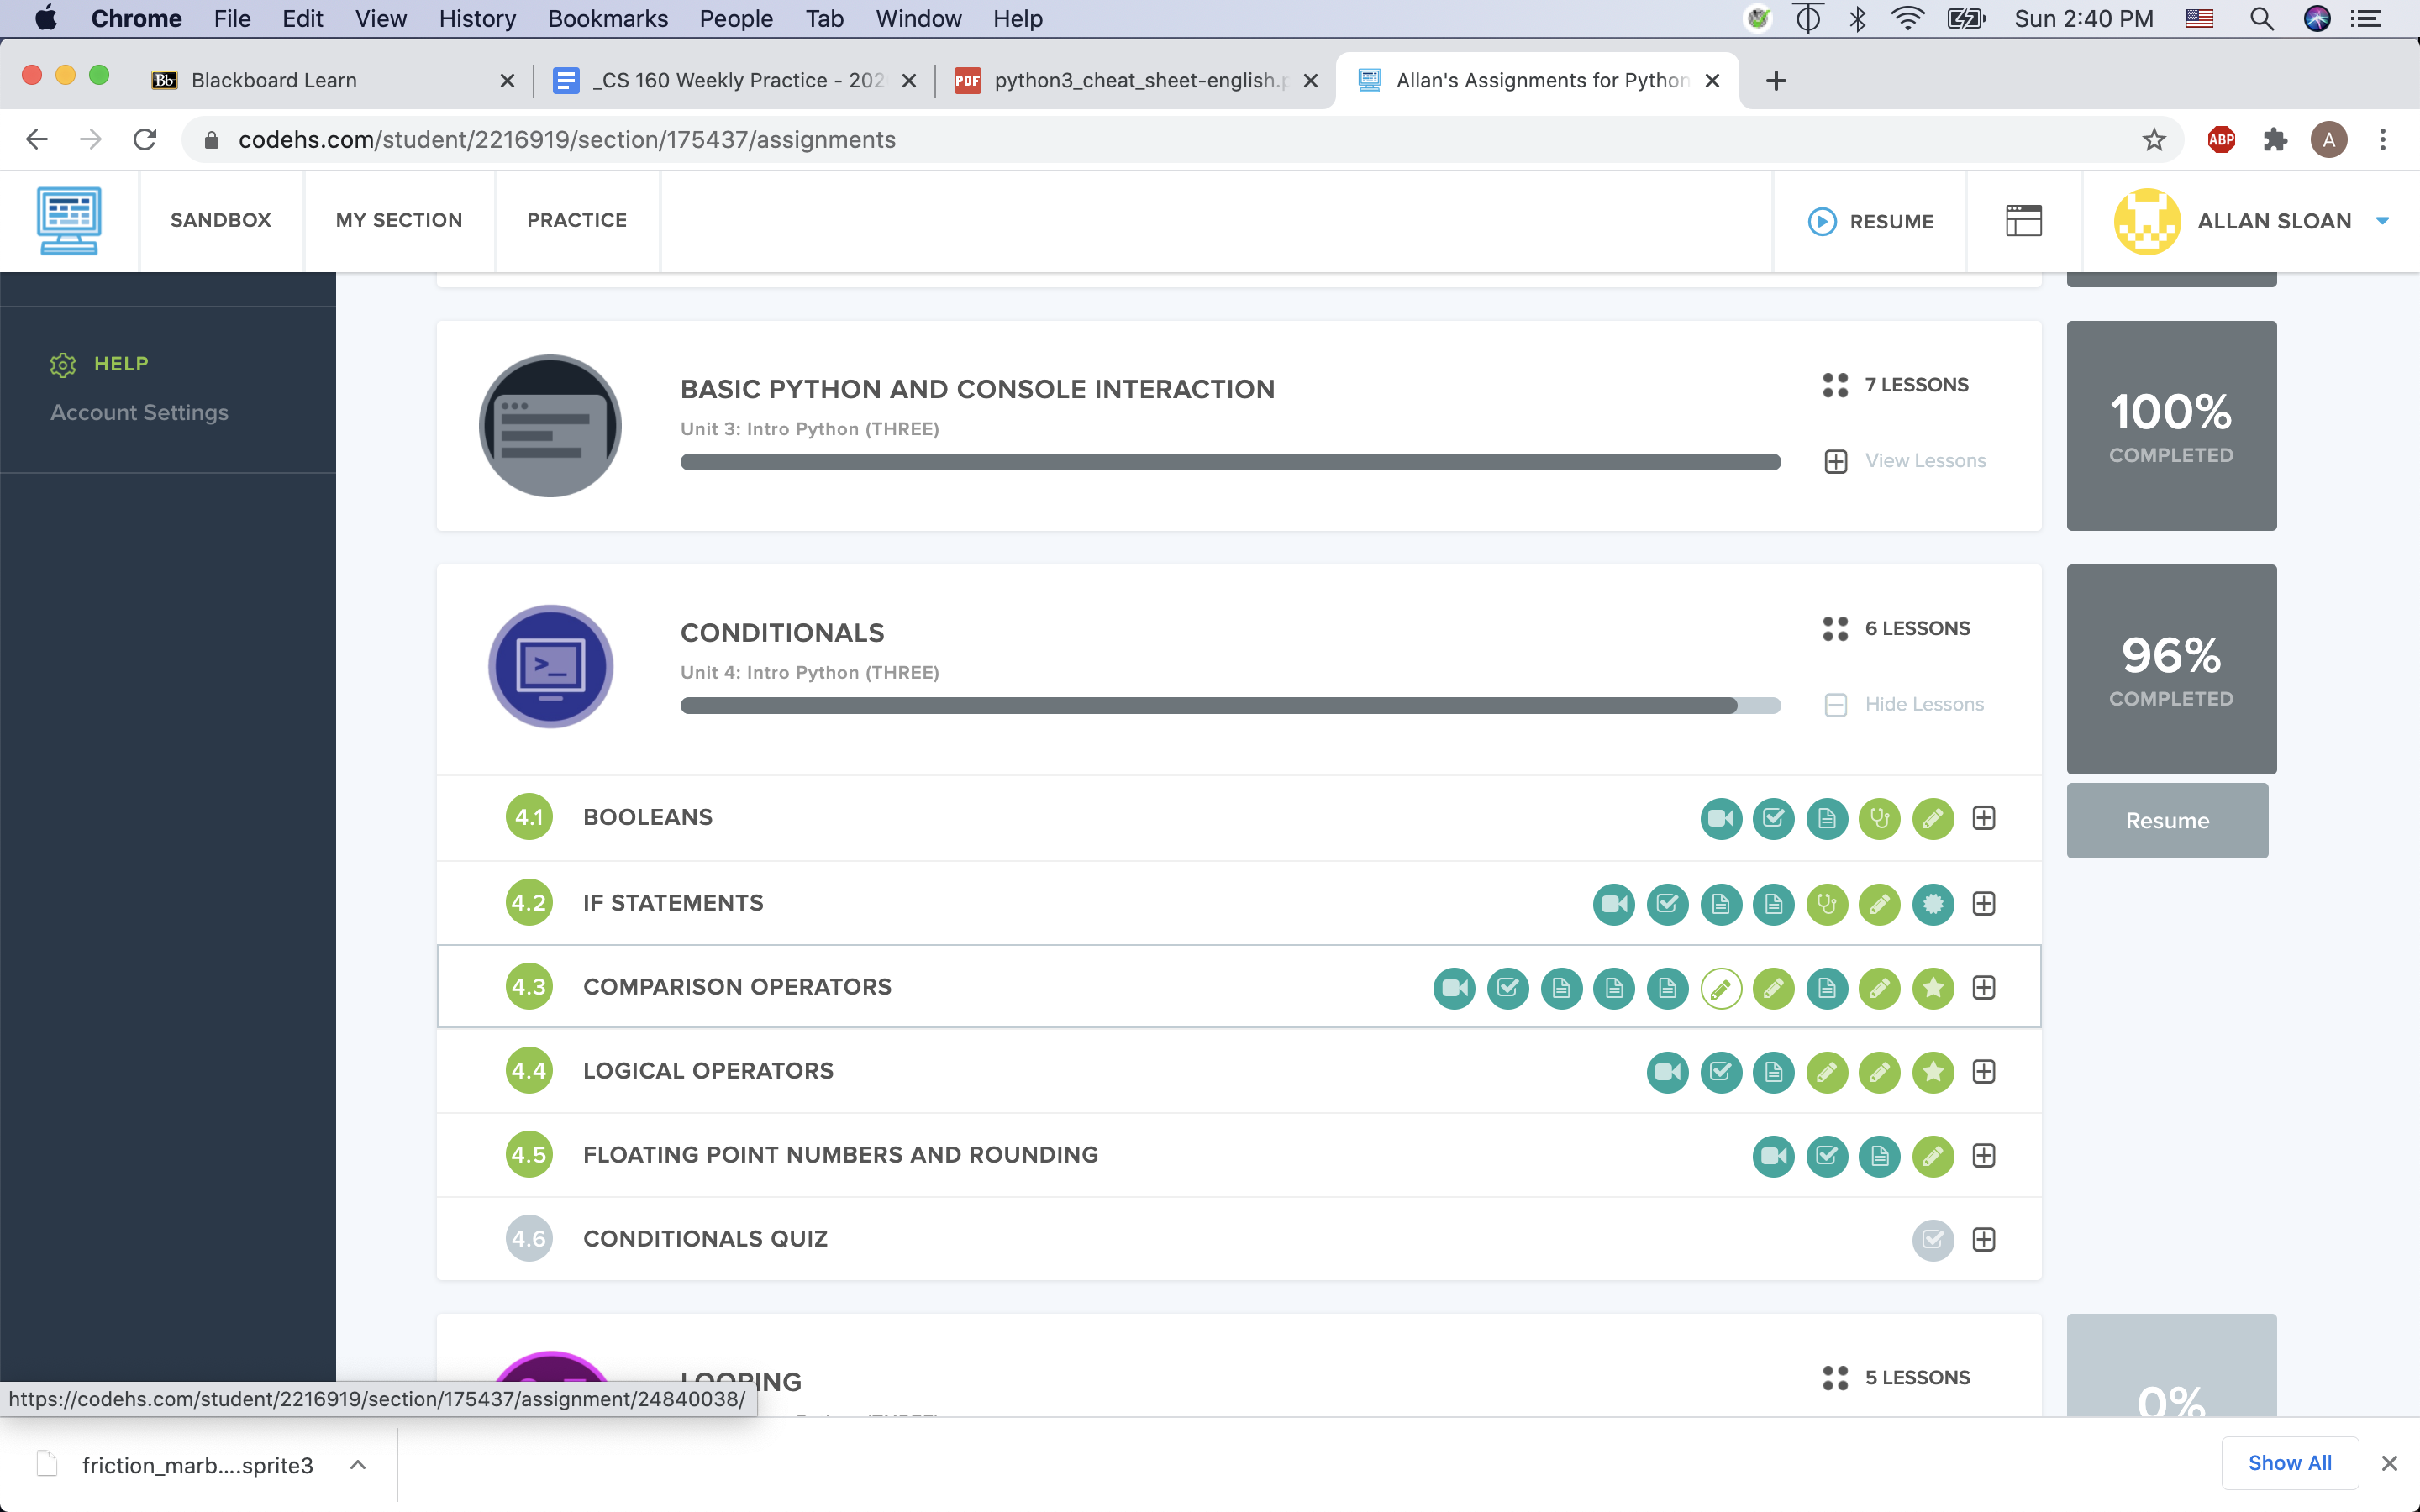 Chrome File Edit View History Bookmarks People Tab Window Help Sun 2:40 PM
Bb Blackboard Learn
_CS 160 Weekly Practice - 202
PDF python3_cheat_sheet-english.p
Allan's Assignments for Python
codehs.com/student/2216919/section/175437/assignments
ABP
A
SANDBOX
MY SECTION
PRACTICE
RESUME
ALLAN SLOAN
HELP
Account Settings
BASIC PYTHON AND CONSOLE INTERACTION
Unit 3: Intro Python (THREE)
7 LESSONS
View Lessons
100%
COMPLETED
CONDITIONALS
Unit 4: Intro Python (THREE)
6 LESSONS
Hide Lessons
96%
COMPLETED
Resume
4.1 BOOLEANS
4.2 IF STATEMENTS
4.3 COMPARISON OPERATORS
4.4 LOGICAL OPERATORS
4.5 FLOATING POINT NUMBERS AND ROUNDING
4.6 CONDITIONALS QUIZ
LOOPING
5 LESSONS
0%
https://codehs.com/student/2216919/section/175437/assignment/24840038/
friction_marb....sprite3
Show All